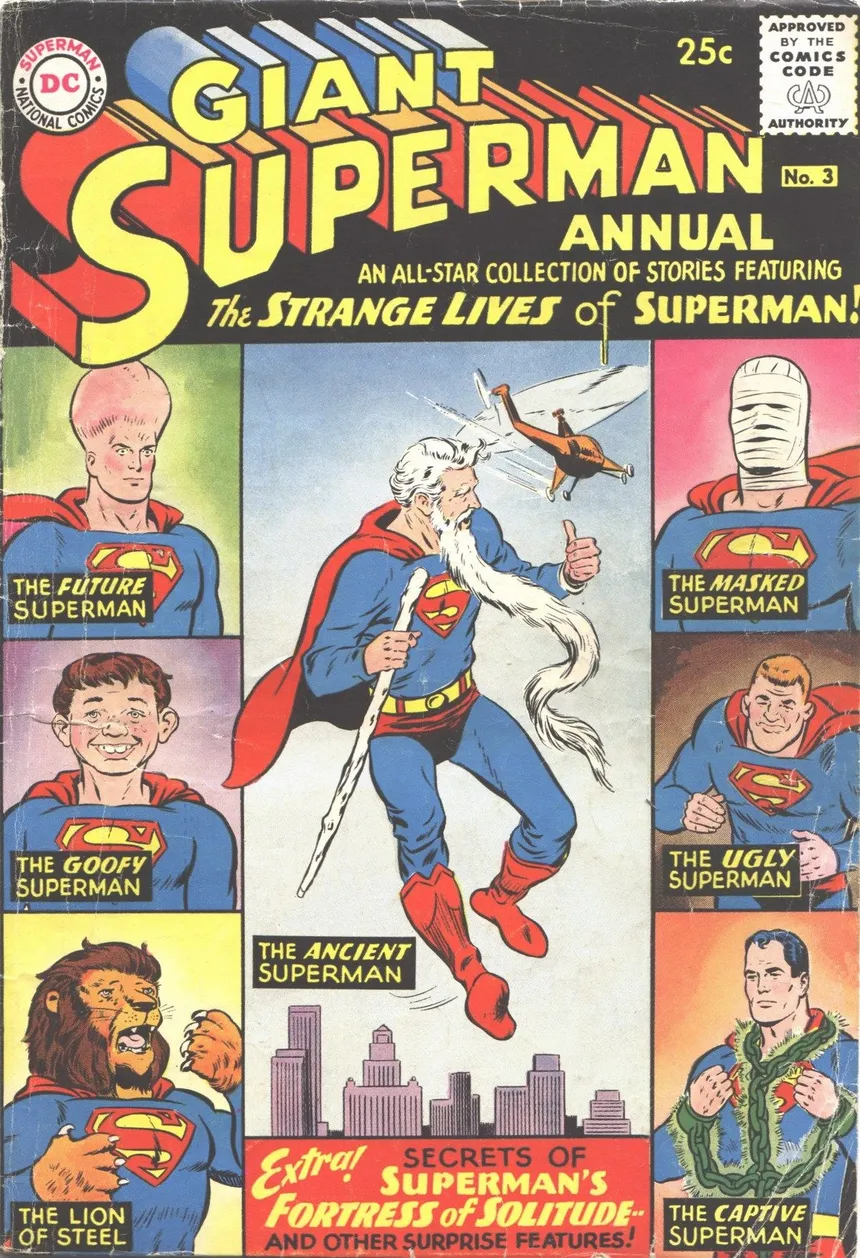 SUPERMAN
DC
NATIONAL COMICS
GIANT
SUPERMAN
ANNUAL
25c
APPROVED
BY THE
COMICS
CODE
CA
AUTHORITY
No. 3
AN ALL-STAR COLLECTION OF STORIES FEATURING
The STRANGE LIVES of SUPERMAN!
THE FUTURE
SUPERMAN
THE MASKED
SUPERMAN
THE GOOFY
SUPERMAN
THE UGLY
SUPERMAN
THE ANCIENT
SUPERMAN
THE LION
OF STEEL
THE CAPTIVE
SUPERMAN
Extra! SECRETS OF
SUPERMAN'S
FORTRESS of SOLITUDE--
AND OTHER SURPRISE FEATURES!